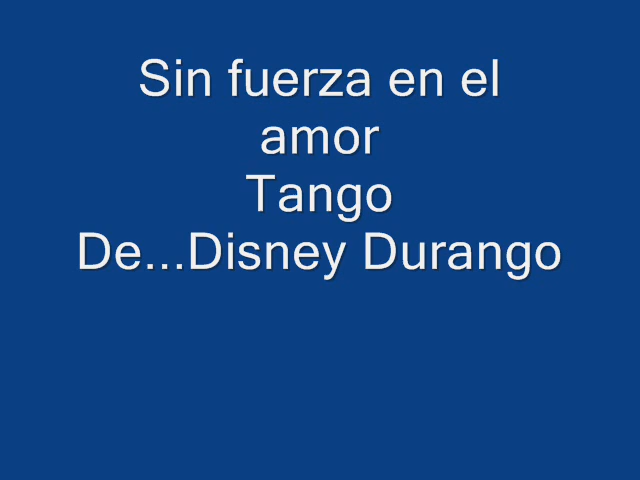 Sin fuerza en el
amor
Tango
De...Disney Durango